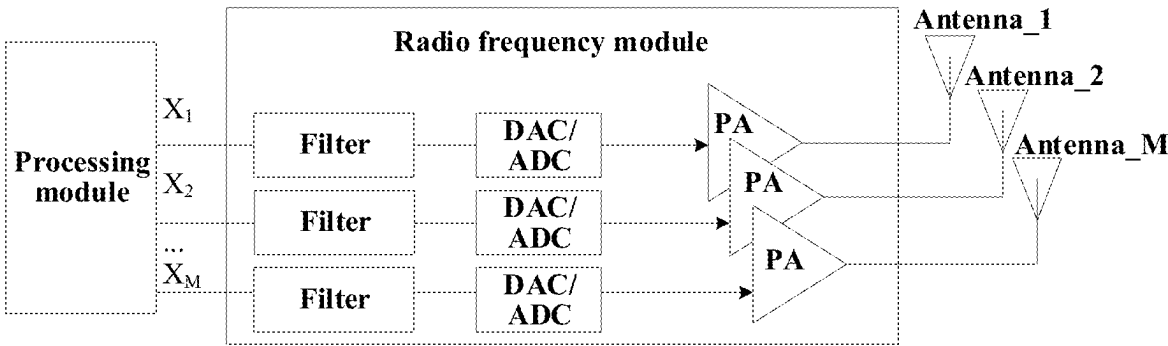 Radio frequency module
Antenna_1
Antenna_2
Antenna_M
Processing
module
X₁
Filter
DAC/
ADC
PA
X₂
Filter
DAC/
ADC
PA
...
X_M
Filter
DAC/
ADC
PA